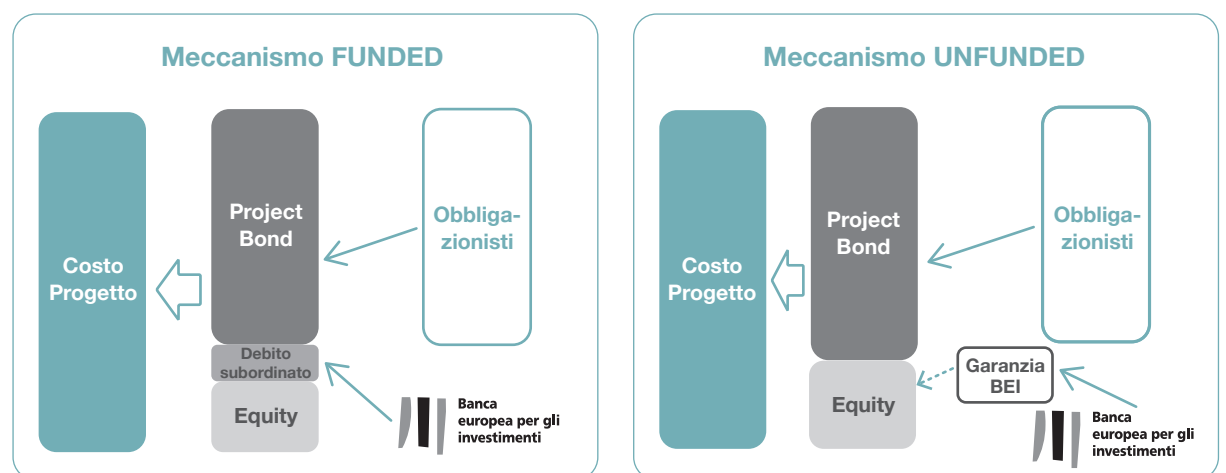 Meccanismo FUNDED
Costo
Progetto
Project
Bond
Obbliga-
zionisti
Debito
subordinato
Equity
Banca
europea per gli
investimenti
Meccanismo UNFUNDED
Costo
Progetto
Project
Bond
Obbliga-
zionisti
Equity
Garanzia
BEI
Banca
europea per gli
investimenti